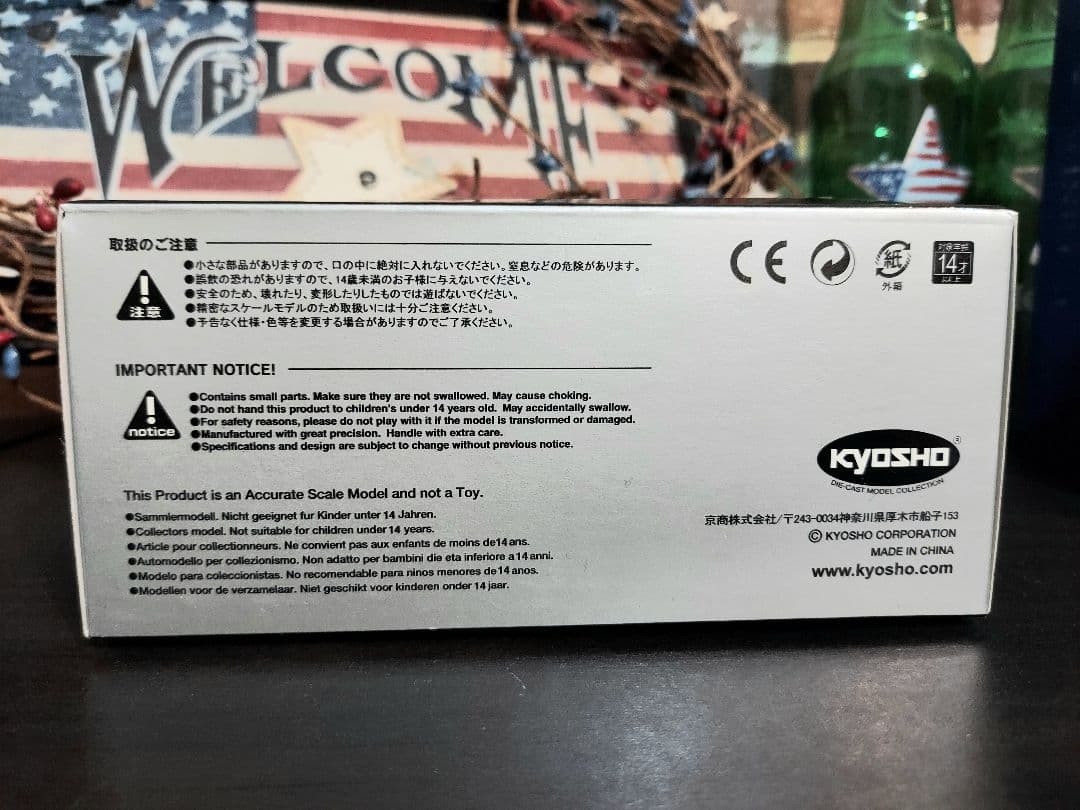 WELCOME
取扱のご注意
注意
●小さな部品がありますので、口の中に絶対に入れないでください。窒息などの危険があります。
●誤飲の恐れがありますので、14歳未満のお子様に与えないでください。
●安全のため、壊れたり、変形したりしたものでは遊ばないでください。
●精密なスケールモデルのため取扱いには十分ご注意ください。
●予告なく仕様・色等を変更する場合がありますのでご了承ください。
CE
紙
外箱
対象年齢
14才
以上
IMPORTANT NOTICE!
notice
●Contains small parts. Make sure they are not swallowed. May cause choking.
●Do not hand this product to children's under 14 years old. May accidentally swallow.
●For safety reasons, please do not play with it if the model is transformed or damaged.
●Manufactured with great precision. Handle with extra care.
●Specifications and design are subject to change without previous notice.
This Product is an Accurate Scale Model and not a Toy.
●Sammlermodell. Nicht geeignet fur Kinder unter 14 Jahren.
●Collectors model. Not suitable for children under 14 years.
●Article pour collectionneurs. Ne convient pas aux enfants de moins de14ans.
●Automodello per collezionismo. Non adatto per bambini die eta inferiore a14anni.
●Modelo para coleccionistas. No recomendable para ninos menores de14 anos.
●Modellen voor de verzamelaar. Niet geschikt voor kinderen onder 14 jaar.
KYOSHO®
DIE-CAST MODEL COLLECTION
京商株式会社/〒243-0034神奈川県厚木市船子153
© KYOSHO CORPORATION
MADE IN CHINA
www.kyosho.com